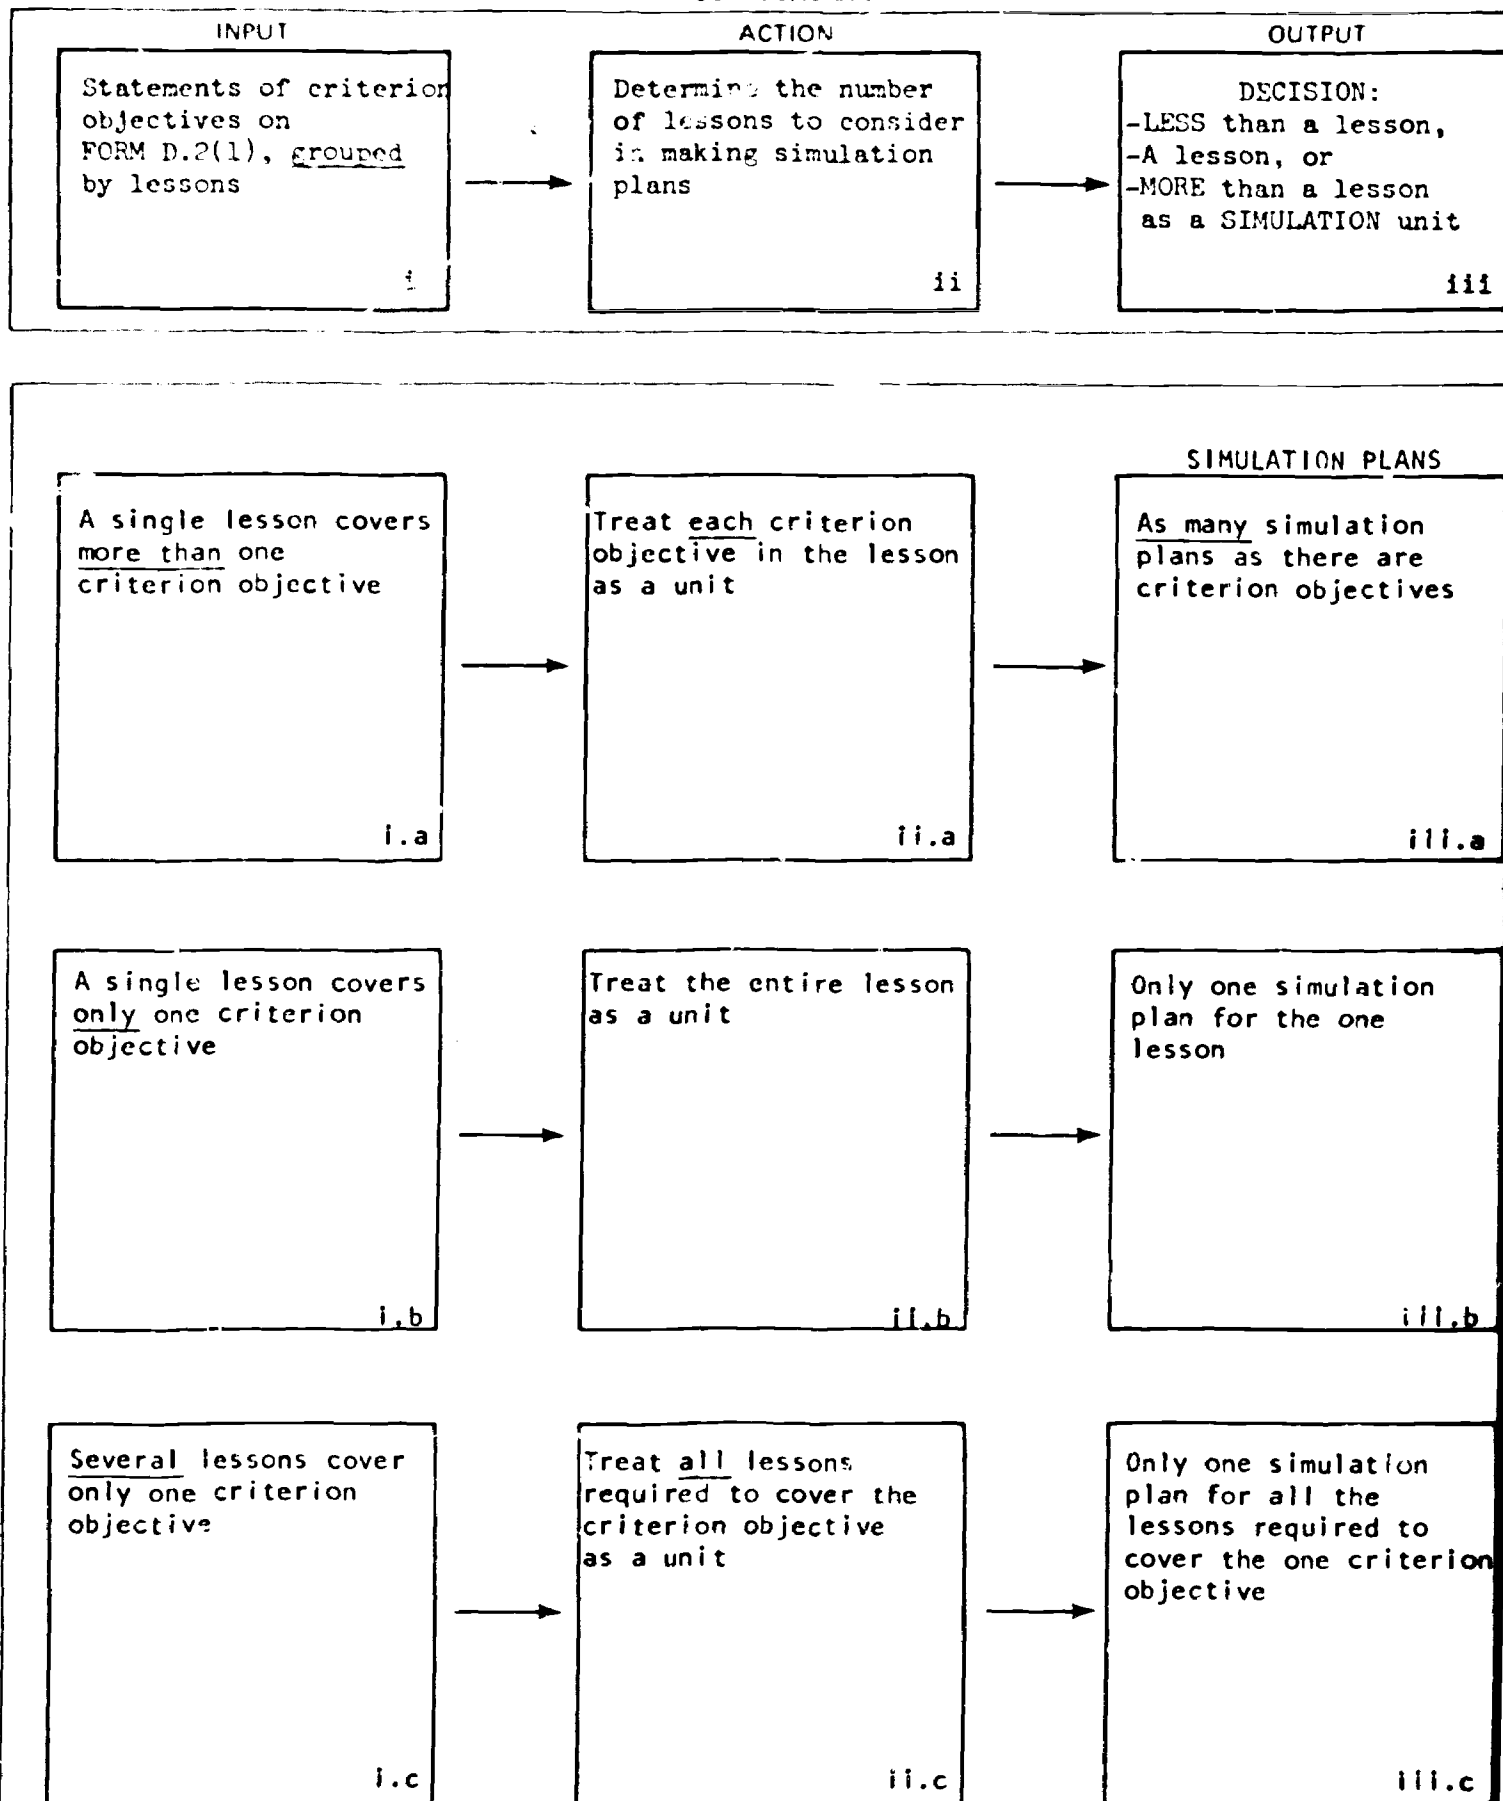 INPUT
Statements of criterion
objectives on
FORM D.2(1), grouped
by lessons
i
ACTION
Determine the number
of lessons to consider
in making simulation
plans
ii
OUTPUT
DECISION:
-LESS than a lesson,
-A lesson, or
-MORE than a lesson
as a SIMULATION unit
iii
A single lesson covers
more than one
criterion objective
i.a
Treat each criterion
objective in the lesson
as a unit
ii.a
SIMULATION PLANS
As many simulation
plans as there are
criterion objectives
iii.a
A single lesson covers
only one criterion
objective
i.b
Treat the entire lesson
as a unit
ii.b
Only one simulation
plan for the one
lesson
iii.b
Several lessons cover
only one criterion
objective
i.c
Treat all lessons
required to cover the
criterion objective
as a unit
ii.c
Only one simulation
plan for all the
lessons required to
cover the one criterion
objective
iii.c